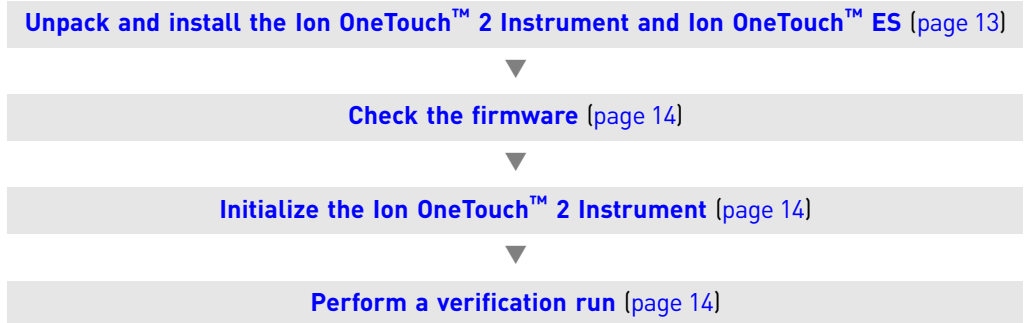 Unpack and install the Ion OneTouch™ 2 Instrument and Ion OneTouch™ ES (page 13)
Check the firmware (page 14)
Initialize the Ion OneTouch™ 2 Instrument (page 14)
Perform a verification run (page 14)